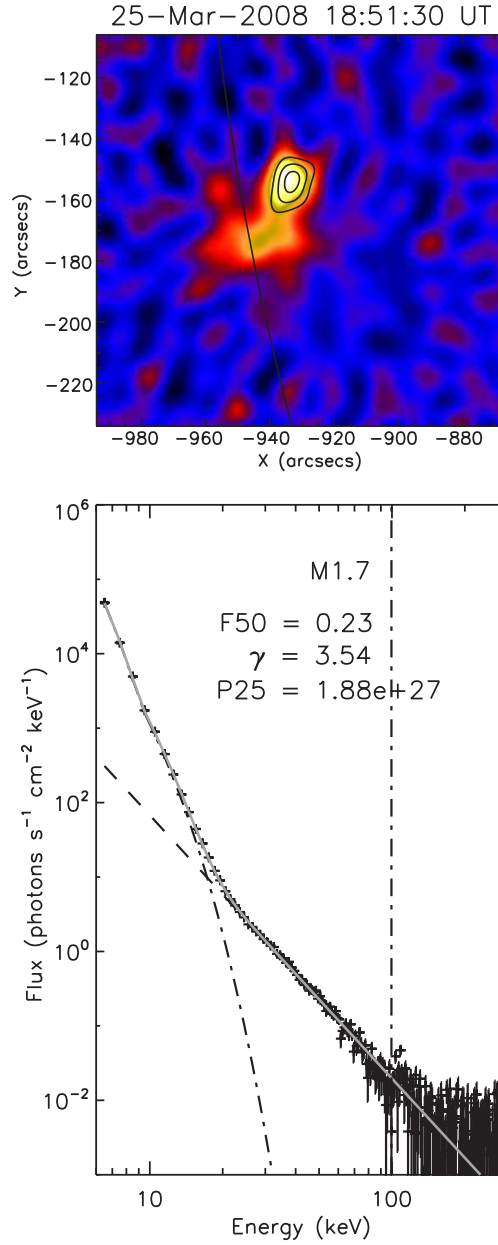 25-Mar-2008 18:51:30 UT
-120
-140
-160
-180
-200
-220
Y (arcsecs)
-980 -960 -940 -920 -900 -880
X (arcsecs)
10^6
10^4
10^2
10^0
10^-2
Flux (photons s^-1 cm^-2 keV^-1)
M1.7
F50 = 0.23
γ = 3.54
P25 = 1.88e+27
10 100
Energy (keV)